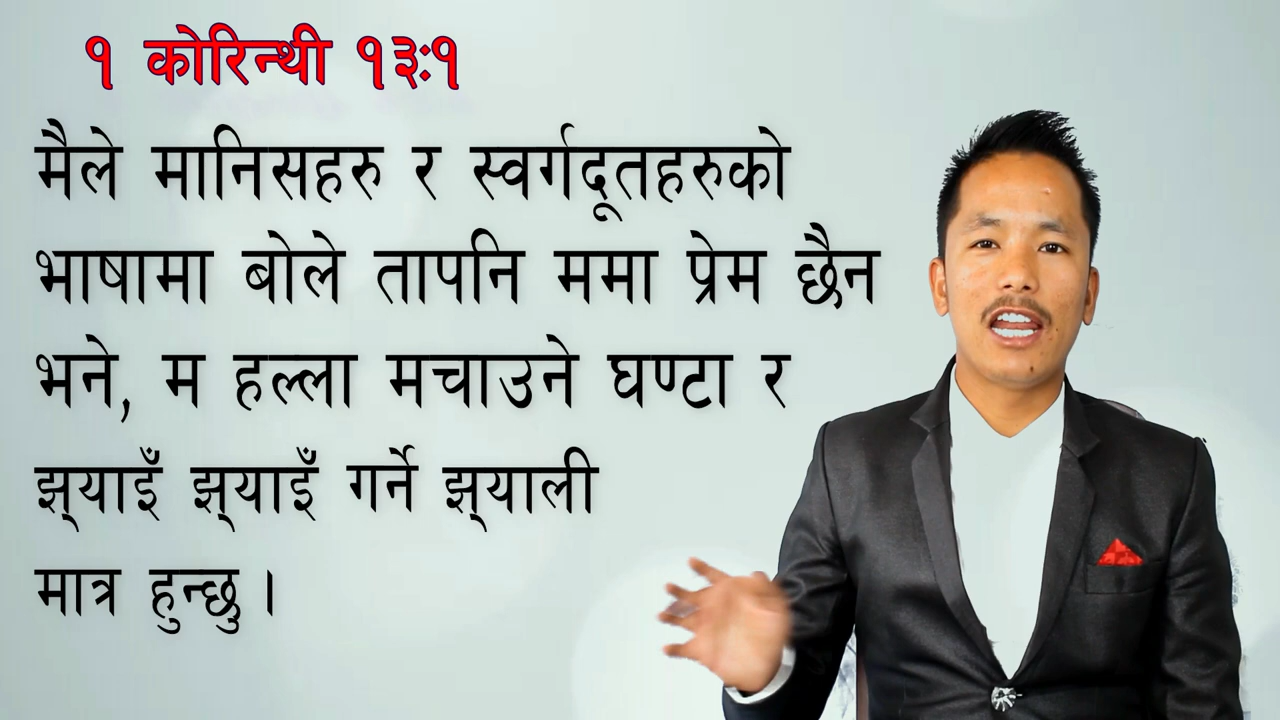 १ कोरिन्थी १३:१
मैले मानिसहरु र स्वर्गदूतहरुको
भाषामा बोले तापनि ममा प्रेम छैन
भने, म हल्ला मचाउने घण्टा र
झ्याइँ झ्याइँ गर्ने झ्याली
मात्र हुन्छु ।